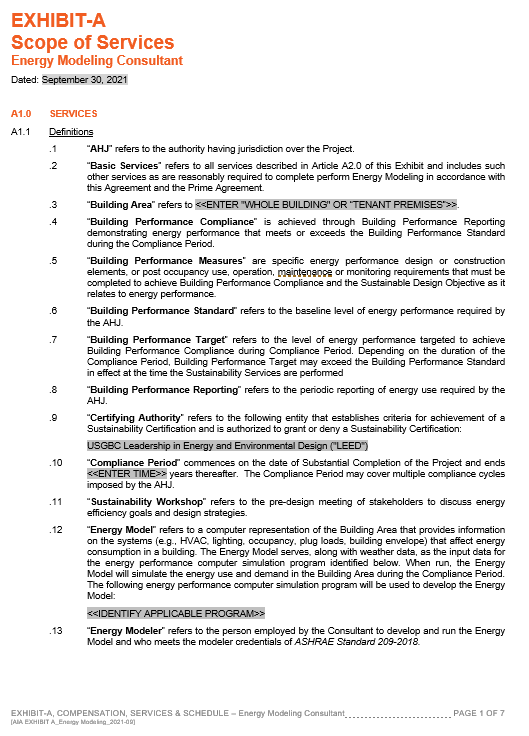 EXHIBIT-A
Scope of Services
Energy Modeling Consultant
Dated: September 30, 2021
A1.0 SERVICES
A1.1 Definitions
.1 "AHJ" refers to the authority having jurisdiction over the Project.
.2 "Basic Services" refers to all services described in Article A2.0 of this Exhibit and includes such
other services as are reasonably required to complete perform Energy Modeling in accordance with
this Agreement and the Prime Agreement.
.3 "Building Area" refers to <<ENTER "WHOLE BUILDING" OR "TENANT PREMISES">>.
.4 "Building Performance Compliance" is achieved through Building Performance Reporting
demonstrating energy performance that meets or exceeds the Building Performance Standard
during the Compliance Period.
.5 "Building Performance Measures" are specific energy performance design or construction
elements, or post occupancy use, operation, maintenance or monitoring requirements that must be
completed to achieve Building Performance Compliance and the Sustainable Design Objective as it
relates to energy performance.
.6 "Building Performance Standard" refers to the baseline level of energy performance required by
the AHJ.
.7 "Building Performance Target" refers to the level of energy performance targeted to achieve
Building Performance Compliance during Compliance Period. Depending on the duration of the
Compliance Period, Building Performance Target may exceed the Building Performance Standard
in effect at the time the Sustainability Services are performed
.8 "Building Performance Reporting" refers to the periodic reporting of energy use required by the
AHJ.
.9 "Certifying Authority" refers to the following entity that establishes criteria for achievement of a
Sustainability Certification and is authorized to grant or deny a Sustainability Certification:
USGBC Leadership in Energy and Environmental Design ("LEED")
.10 "Compliance Period" commences on the date of Substantial Completion of the Project and ends
<<ENTER TIME>> years thereafter. The Compliance Period may cover multiple compliance cycles
imposed by the AHJ.
.11 "Sustainability Workshop" refers to the pre-design meeting of stakeholders to discuss energy
efficiency goals and design strategies.
.12 "Energy Model" refers to a computer representation of the Building Area that provides information
on the systems (e.g., HVAC, lighting, occupancy, plug loads, building envelope) that affect energy
consumption in a building. The Energy Model serves, along with weather data, as the input data for
the energy performance computer simulation program identified below. When run, the Energy
Model will simulate the energy use and demand in the Building Area during the Compliance Period.
The following energy performance computer simulation program will be used to develop the Energy
Model:
<<IDENTIFY APPLICABLE PROGRAM>>
.13 "Energy Modeler" refers to the person employed by the Consultant to develop and run the Energy
Model and who meets the modeler credentials of ASHRAE Standard 209-2018.
EXHIBIT-A, COMPENSATION, SERVICES & SCHEDULE – Energy Modeling Consultant PAGE 1 OF 7
(AIA EXHIBIT A_Energy Modeling_2021-09)